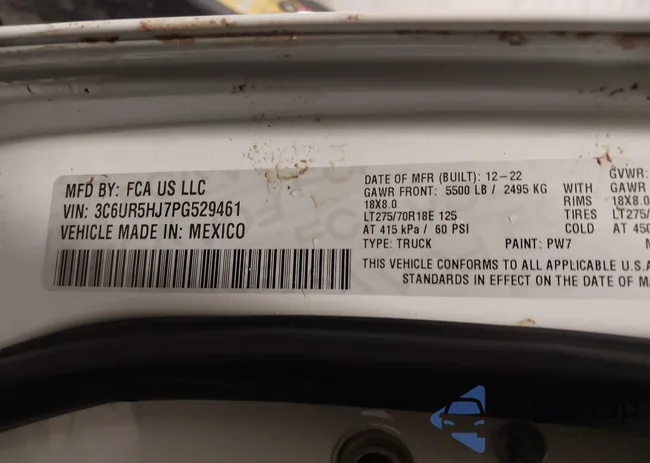 MFD BY: FCA US LLC
VIN: 3C6UR5HJ7PG529461
VEHICLE MADE IN: MEXICO
DATE OF MFR (BUILT): 12-22
GAWR FRONT: 5500 LB / 2495 KG
18X8.0
LT275/70R18E 125
AT 415 kPa / 60 PSI
TYPE: TRUCK PAINT: PW7
THIS VEHICLE CONFORMS TO ALL APPLICABLE U.S.A
STANDARDS IN EFFECT ON THE DATE OF MA
GVWR:
WITH GAWR
RIMS 18X8.0
TIRES LT275/
COLD AT 450